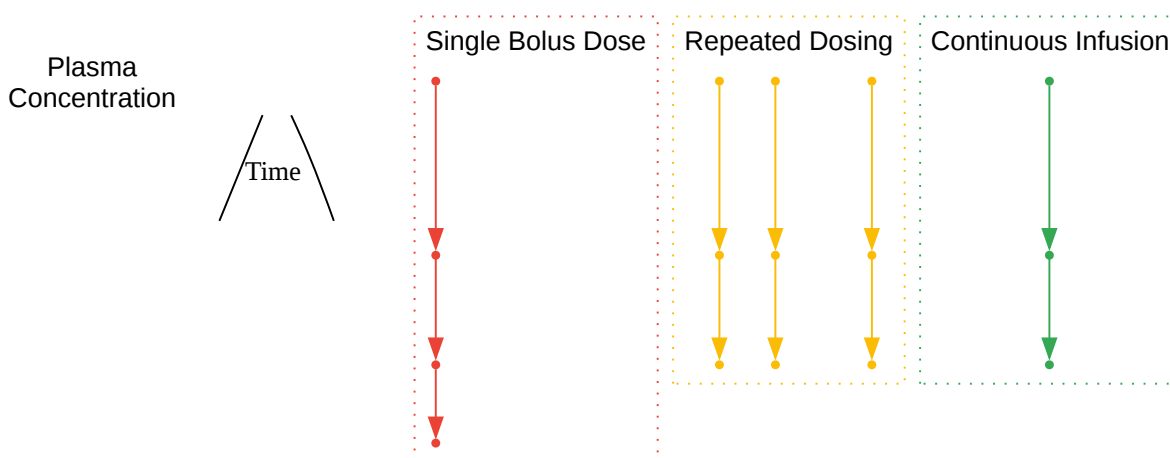 Plasma
Concentration
Time
Single Bolus Dose
Repeated Dosing
Continuous Infusion